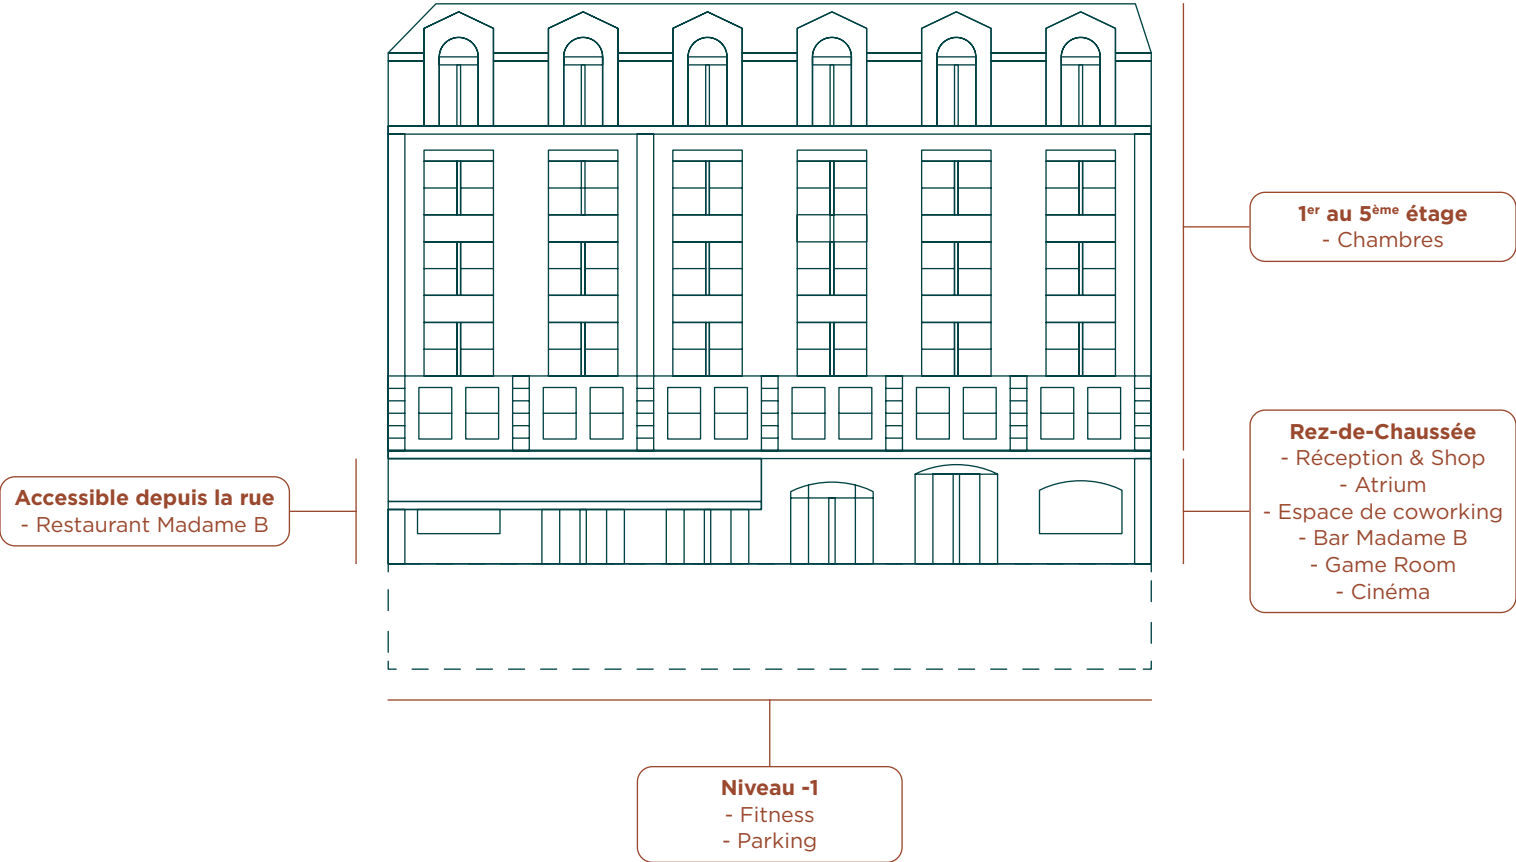 1er au 5ème étage
- Chambres
Accessible depuis la rue
- Restaurant Madame B
Rez-de-Chaussée
- Réception & Shop
- Atrium
- Espace de coworking
- Bar Madame B
- Game Room
- Cinéma
Niveau -1
- Fitness
- Parking